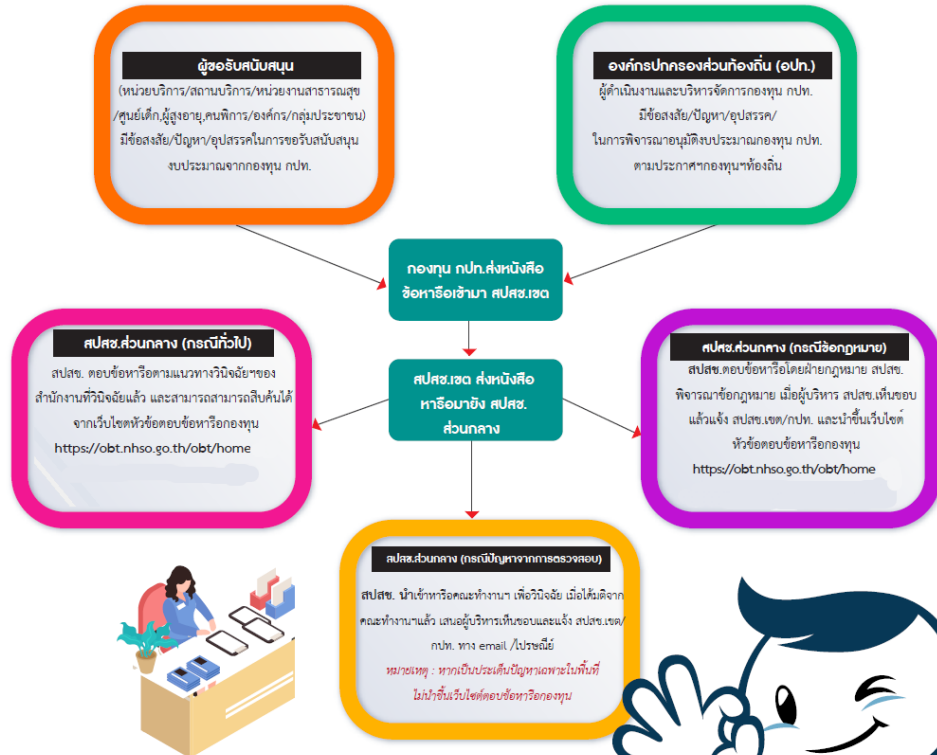 ผู้ขอรับสนับสนุน
(หน่วยบริการ/สถานบริการ/หน่วยงานสาธารณสุข
/ศูนย์เด็ก,ผู้สูงอายุ,คนพิการ/องค์กร/กลุ่มประชาชน)
มีข้อสงสัย/ปัญหา/อุปสรรคในการขอรับสนับสนุน
งบประมาณจากกองทุน กปท.
องค์กรปกครองส่วนท้องถิ่น (อปท.)
ผู้ดำเนินงานและบริหารจัดการกองทุน กปท.
มีข้อสงสัย/ปัญหา/อุปสรรค/
ในการพิจารณาอนุมัติงบประมาณกองทุน กปท.
ตามประกาศฯกองทุนฯท้องถิ่น
กองทุน กปท.ส่งหนังสือ
ข้อหารือเข้ามา สปสช.เขต
สปสช.ส่วนกลาง (กรณีทั่วไป)
สปสช. ตอบข้อหารือตามแนวทางวินิจฉัยฯของ
สำนักงานที่วินิจฉัยแล้ว และสามารถสามารถสืบค้นได้
จากเว็บไซตหัวข้อตอบข้อหารือกองทุน
https://obt.nhso.go.th/obt/home
สปสช.เขต ส่งหนังสือ
หารือมายัง สปสช.
ส่วนกลาง
สปสช.ส่วนกลาง (กรณีข้อกฎหมาย)
สปสช.ตอบข้อหารือโดยฝ่ายกฎหมาย สปสช.
พิจารณาข้อกฎหมาย เมื่อผู้บริหาร สปสช.เห็นชอบ
แล้วแจ้ง สปสช.เขต/กปท. และนำขึ้นเว็บไซต์
หัวข้อตอบข้อหารือกองทุน
https://obt.nhso.go.th/obt/home
สปสช.ส่วนกลาง (กรณีปัญหาจากการตรวจสอบ)
สปสช. นำเข้าหารือคณะทำงานฯ เพื่อวินิจฉัย เมื่อได้มติจาก
คณะทำงานฯแล้ว เสนอผู้บริหารเห็นชอบและแจ้ง สปสช.เขต/
กปท. ทาง email /ไปรษณีย์
หมายเหตุ : หากเป็นประเด็นปัญหาเฉพาะในพื้นที่
ไม่นำขึ้นเว็บไซต์ตอบข้อหารือกองทุน